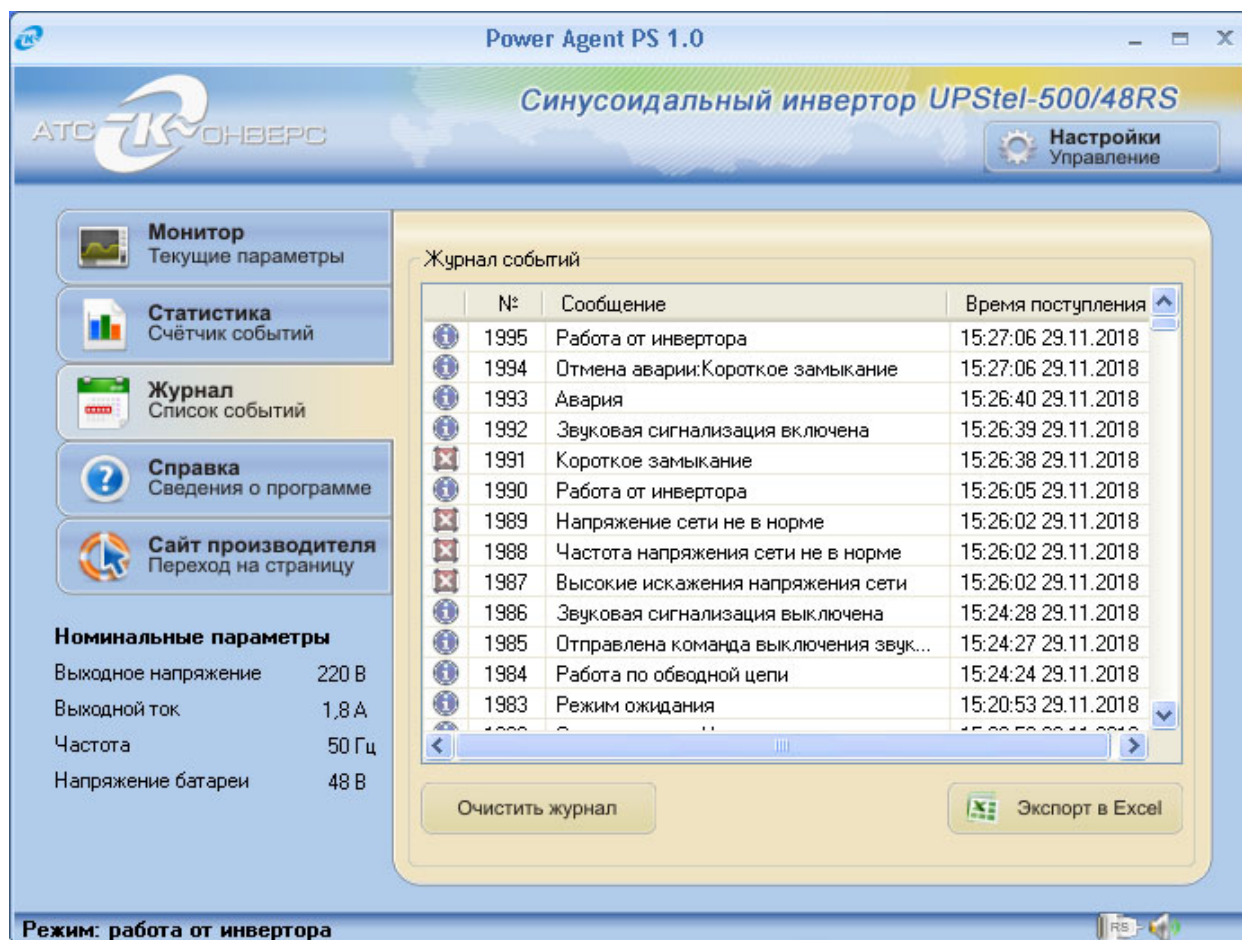 Power Agent PS 1.0
АТС КОНВЕРС
Синусоидальный инвертор UPStel-500/48RS
Настройки
Управление
Монитор
Текущие параметры
Статистика
Счётчик событий
Журнал
Список событий
Справка
Сведения о программе
Сайт производителя
Переход на страницу
Номинальные параметры
Выходное напряжение 220 В
Выходной ток 1,8 А
Частота 50 Гц
Напряжение батареи 48 В
Журнал событий
№ Сообщение Время поступления
1995 Работа от инвертора 15:27:06 29.11.2018
1994 Отмена аварии:Короткое замыкание 15:27:06 29.11.2018
1993 Авария 15:26:40 29.11.2018
1992 Звуковая сигнализация включена 15:26:39 29.11.2018
1991 Короткое замыкание 15:26:38 29.11.2018
1990 Работа от инвертора 15:26:05 29.11.2018
1989 Напряжение сети не в норме 15:26:02 29.11.2018
1988 Частота напряжения сети не в норме 15:26:02 29.11.2018
1987 Высокие искажения напряжения сети 15:26:02 29.11.2018
1986 Звуковая сигнализация выключена 15:24:28 29.11.2018
1985 Отправлена команда выключения звук... 15:24:27 29.11.2018
1984 Работа по обводной цепи 15:24:24 29.11.2018
1983 Режим ожидания 15:20:53 29.11.2018
Очистить журнал
Экспорт в Excel
Режим: работа от инвертора
RS